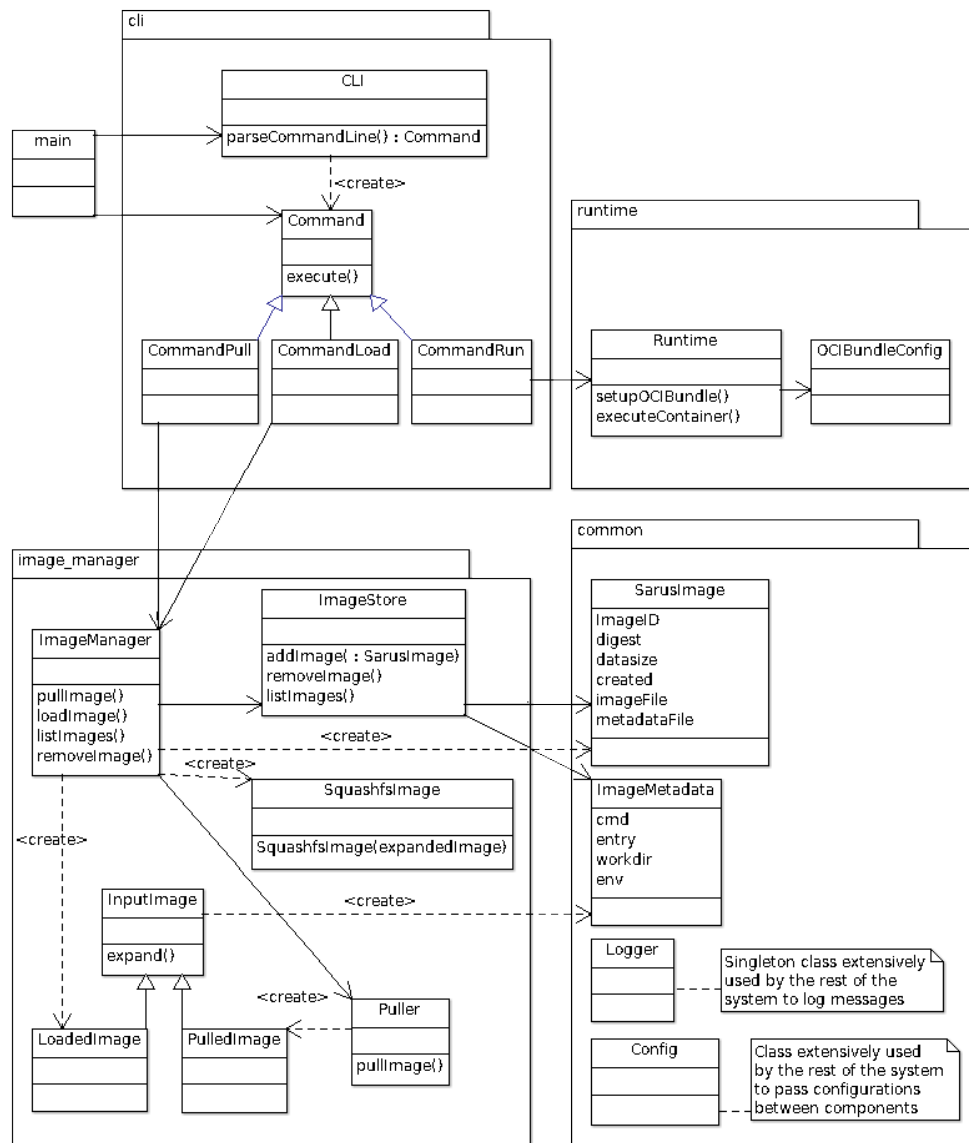 cli
CLI
parseCommandLine() : Command
main
<create>
Command
execute()
runtime
CommandPull
CommandLoad
CommandRun
Runtime
setupOCIBundle()
executeContainer()
OCIBundleConfig
image_manager
ImageManager
pullImage()
loadImage()
listImages()
removeImage()
ImageStore
addImage( : SarusImage)
removeImage()
listImages()
<create>
<create>
<create>
SquashfsImage
SquashfsImage(expandedImage)
InputImage
expand()
<create>
<create>
LoadedImage
PulledImage
Puller
pullImage()
common
SarusImage
ImageID
digest
datasize
created
imageFile
metadataFile
ImageMetadata
cmd
entry
workdir
env
Logger
Singleton class extensively
used by the rest of the
system to log messages
Config
Class extensively used
by the rest of the system
to pass configurations
between components